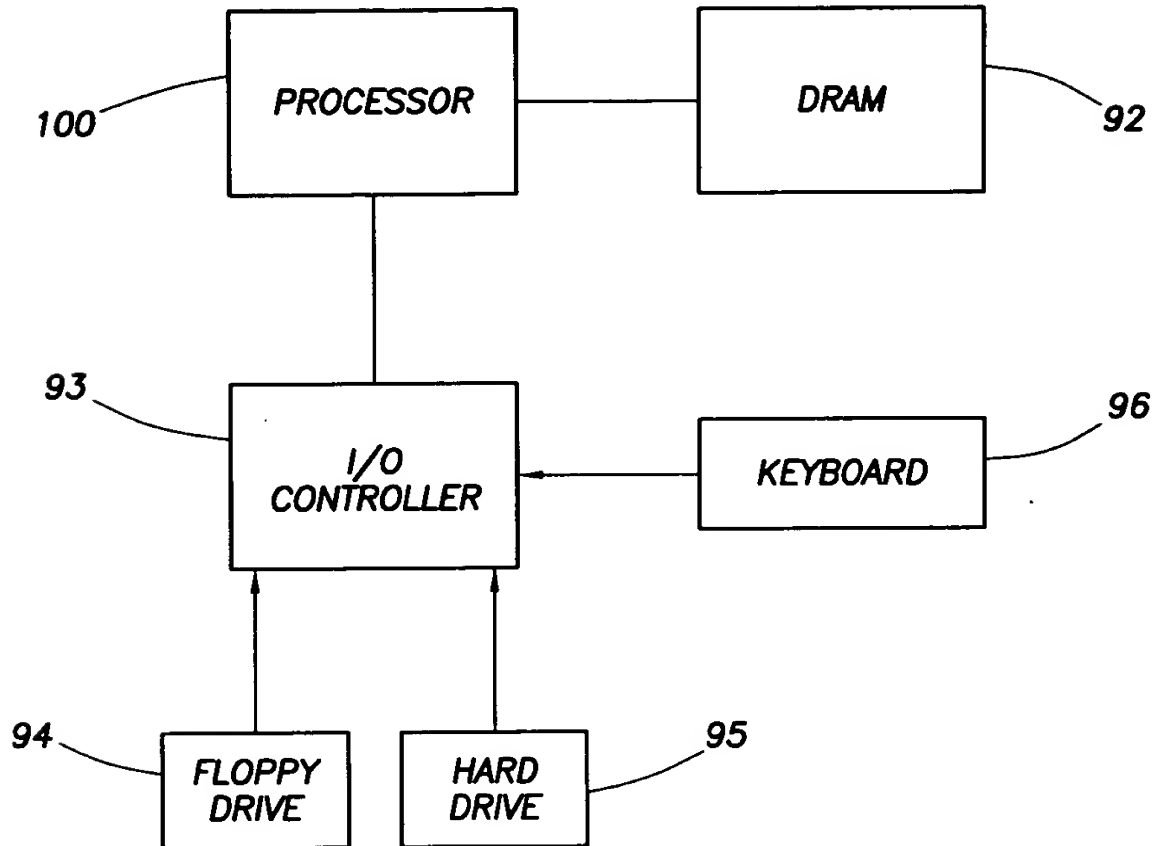 PROCESSOR
DRAM
100
92
93
96
I/O
CONTROLLER
KEYBOARD
94
95
FLOPPY
DRIVE
HARD
DRIVE